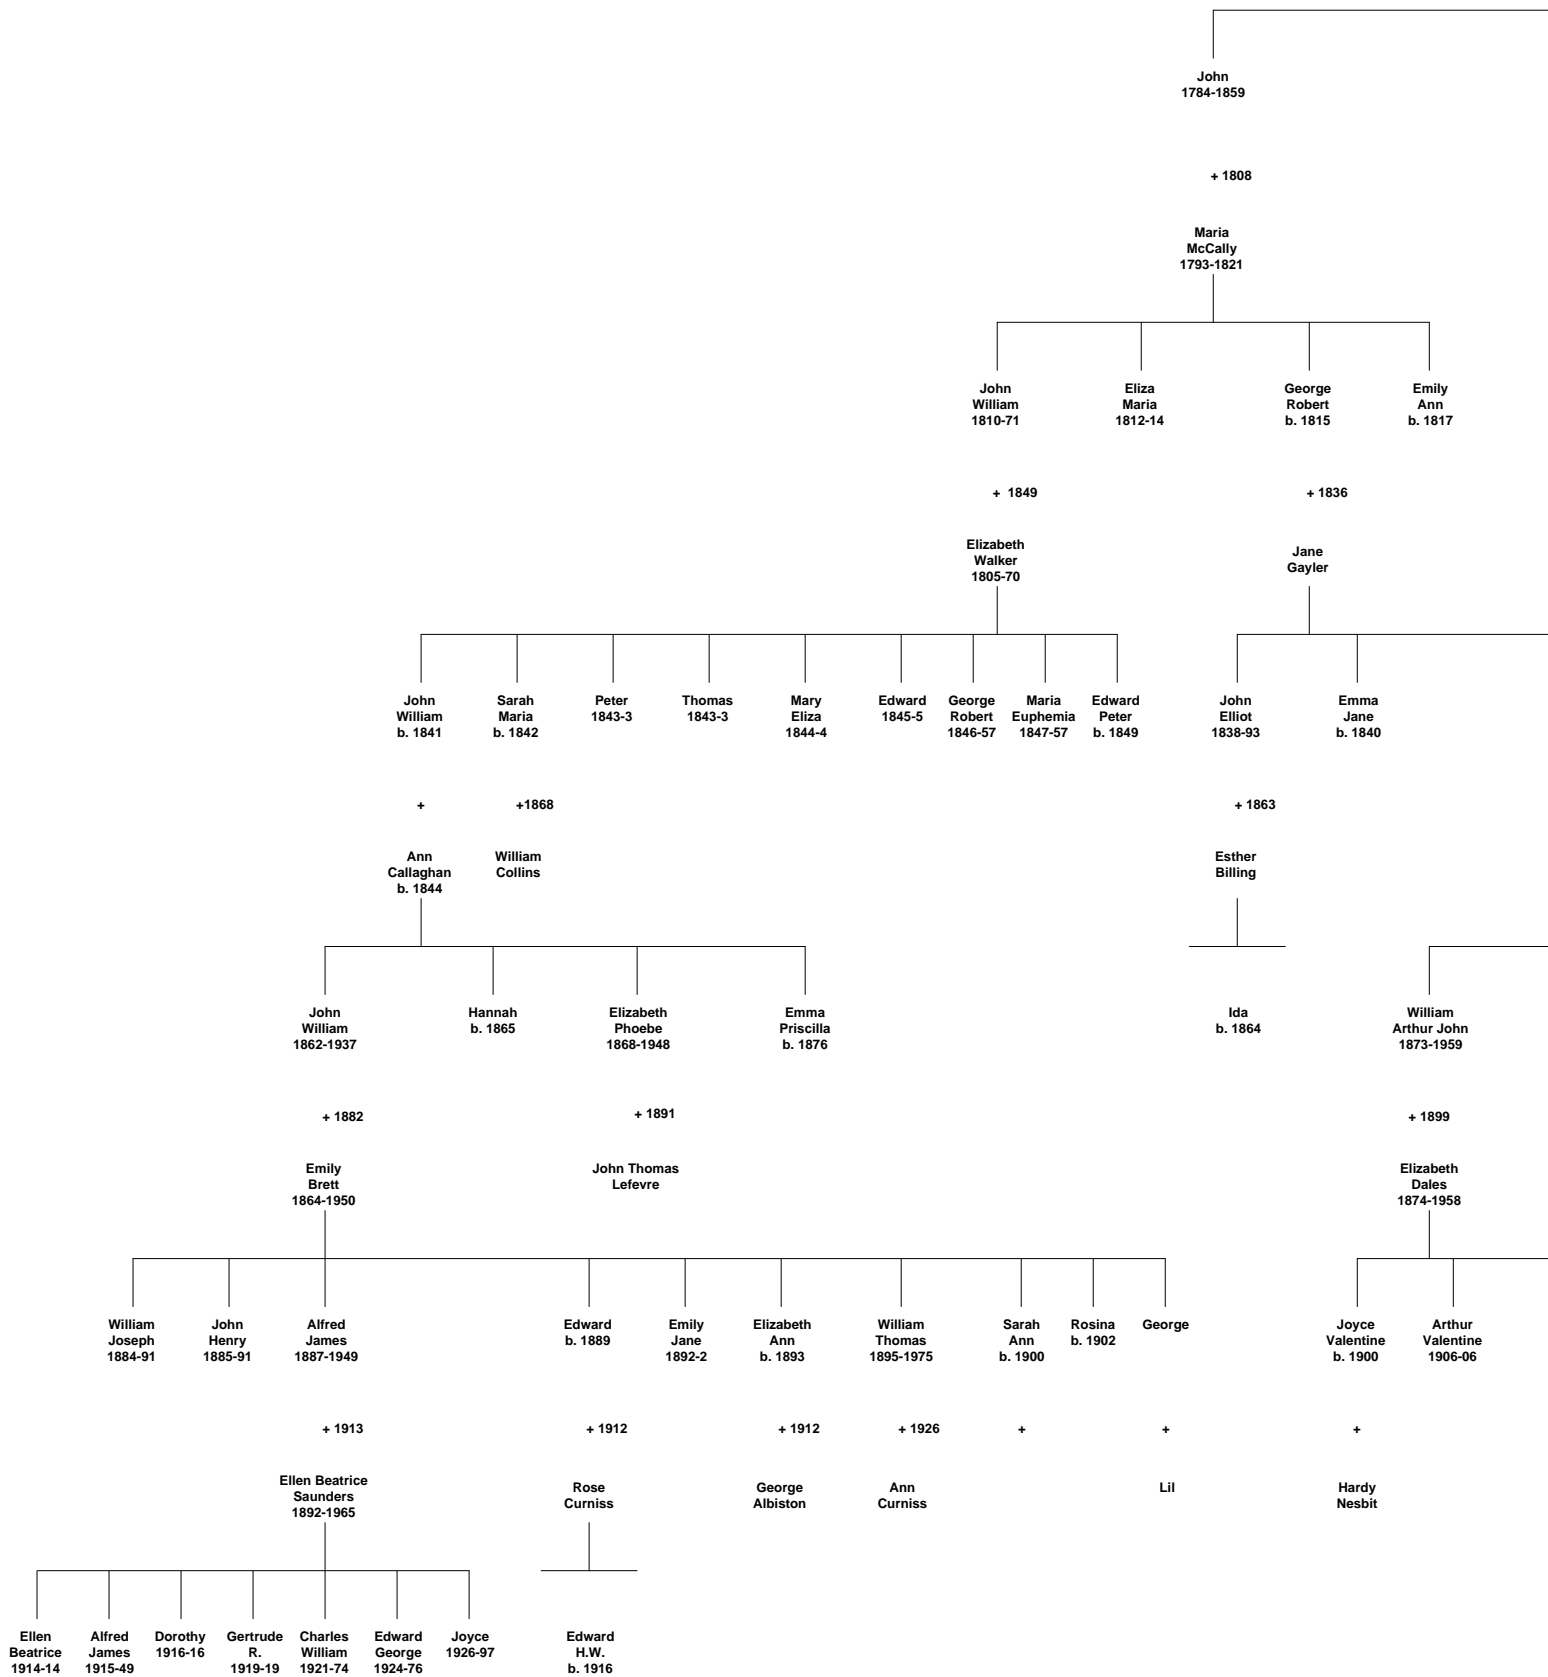 John
1784-1859
+ 1808
Maria
McCally
1793-1821
John
William
1810-71
Eliza
Maria
1812-14
George
Robert
b. 1815
Emily
Ann
b. 1817
+ 1849
+ 1836
Elizabeth
Walker
1805-70
Jane
Gayler
John
William
b. 1841
Sarah
Maria
b. 1842
Peter
1843-3
Thomas
1843-3
Mary
Eliza
1844-4
Edward
1845-5
George
Robert
1846-57
Maria
Euphemia
1847-57
Edward
Peter
b. 1849
John
Elliot
1838-93
Emma
Jane
b. 1840
+
+1868
+ 1863
Ann
Callaghan
b. 1844
William
Collins
Esther
Billing
John
William
1862-1937
Hannah
b. 1865
Elizabeth
Phoebe
1868-1948
Emma
Priscilla
b. 1876
Ida
b. 1864
William
Arthur John
1873-1959
+ 1882
+ 1891
+ 1899
Emily
Brett
1864-1950
John Thomas
Lefevre
Elizabeth
Dales
1874-1958
William
Joseph
1884-91
John
Henry
1885-91
Alfred
James
1887-1949
Edward
b. 1889
Emily
Jane
1892-2
Elizabeth
Ann
b. 1893
William
Thomas
1895-1975
Sarah
Ann
b. 1900
Rosina
b. 1902
George
Joyce
Valentine
b. 1900
Arthur
Valentine
1906-06
+ 1913
+ 1912
+ 1912
+ 1926
+
+
+
Ellen Beatrice
Saunders
1892-1965
Rose
Curniss
George
Albiston
Ann
Curniss
Lil
Hardy
Nesbit
Ellen
Beatrice
1914-14
Alfred
James
1915-49
Dorothy
1916-16
Gertrude
R.
1919-19
Charles
William
1921-74
Edward
George
1924-76
Joyce
1926-97
Edward
H.W.
b. 1916